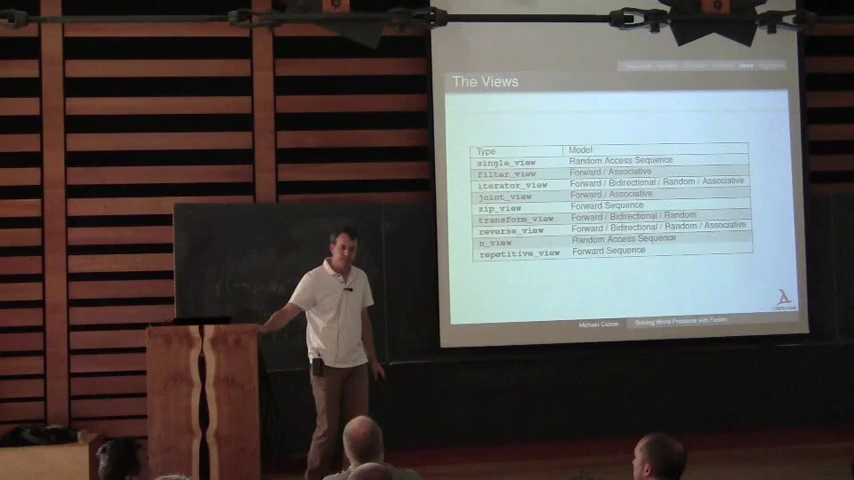 The Views
Type Model
single_view Random Access Sequence
filter_view Forward / Associative
iterator_view Forward / Bidirectional / Random / Associative
joint_view Forward / Associative
zip_view Forward Sequence
transform_view Forward / Bidirectional / Random
reverse_view Forward / Bidirectional / Random / Associative
n_view Random Access Sequence
repetitive_view Forward Sequence
Michael Solving World Problems with Fusion